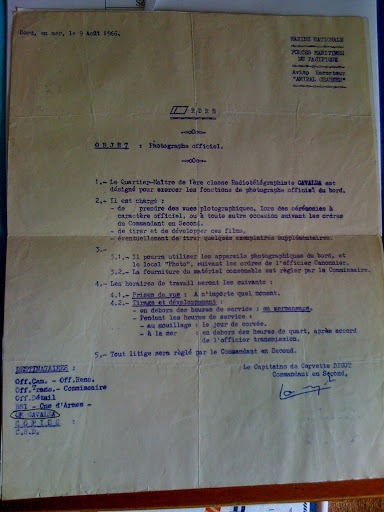 Bord, en mer, le 9 Août 1966.
MARINE NATIONALE
FORCES MARITIMES
DU PACIFIQUE
Aviso Escorteur
"AMIRAL CHARNER"
ORDRE
OBJET : Photographe officiel.
1.- Le Quartier-Maître de 1ère classe Radiotélégraphiste CAVALDA est
désigné pour exercer les fonctions de photographe officiel du bord.
2.- Il est chargé :
- de prendre des vues photographiques, lors des cérémonies à
caractère officiel, ou à toute autre occasion suivant les ordres
du Commandant en Second.
- de tirer et de développer ces films,
- éventuellement de tirer quelques exemplaires supplémentaires.
3.-
3.1.- Il pourra utiliser les appareils photographiques du bord, et
le local "Photo", suivant les ordres de l'officier Canonnier.
3.2.- La fourniture du matériel consommable est régler par le Commissaire.
4.- Les horaires de travail seront les suivants :
4.1.- Prises de vue : A n'importe quel moment.
4.2.- Tirage et développement :
- en dehors des heures de service :
- Pendant les heures de service :
- au mouillage : le jour de corvée.
- à la mer : en dehors des heures de quart, après accord
de l'officier transmission.
5.- Tout litige sera réglé par le Commandant en Second.
Le Capitaine de Corvette DIGOT
Commandant en Second,
DESTINATAIRES :
Off.Can. - Off.Rens.
Off.Trans.- Commissaire
Off.Détail
- Cne d'Armes -
QM CAVALDA
COPIES :